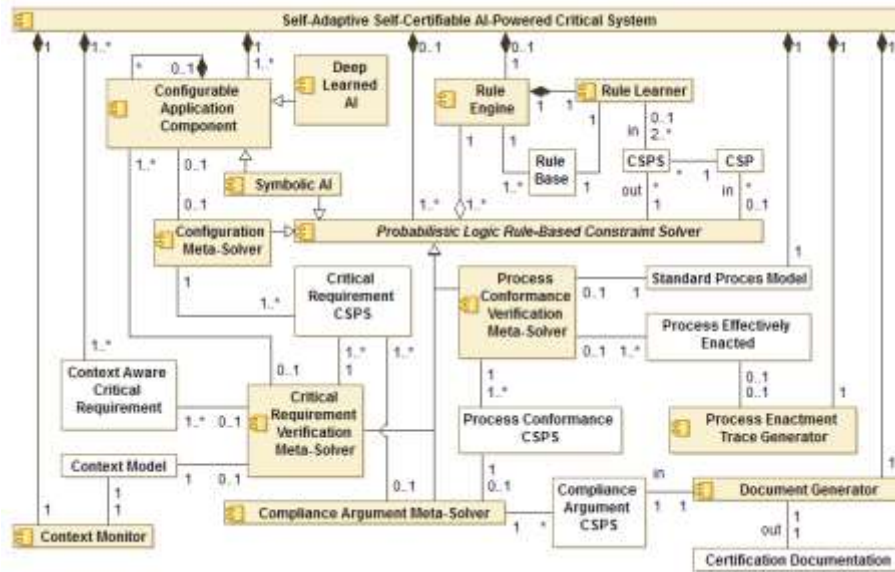 Self-Adaptive Self-Certifiable AI-Powered Critical System
1
1..*
1
0..1
0..1
1
1
1
*
0..1
1..*
1
Configurable
Application
Component
Deep
Learned
AI
Rule
Engine
1
1
Rule Learner
in
0..1
2..*
1..*
0..1
1
1
1
Rule
Base
CSPS
CSP
*
1
Symbolic AI
1..*
1
out
*
in
*
0..1
1..*
1..*
1
0..1
Configuration
Meta-Solver
Probabilistic Logic Rule-Based Constraint Solver
1
1
1..*
Critical
Requirement
CSPS
Process
Conformance
Verification
Meta-Solver
0..1
1
Standard Proces Model
0..1
1..*
Process Effectively
Enacted
1..*
0..1
1..*
1
1..*
1
1..*
0..1
0..1
1
Context Aware
Critical
Requirement
1..*
0..1
Critical
Requirement
Verification
Meta-Solver
Process Conformance
CSPS
Process Enactment
Trace Generator
Context Model
1
0..1
0..1
1
0..1
in
1
1
1
1
Compliance Argument Meta-Solver
1
*
Compliance
Argument
CSPS
1
1
Document Generator
Context Monitor
out
1
1
Certification Documentation